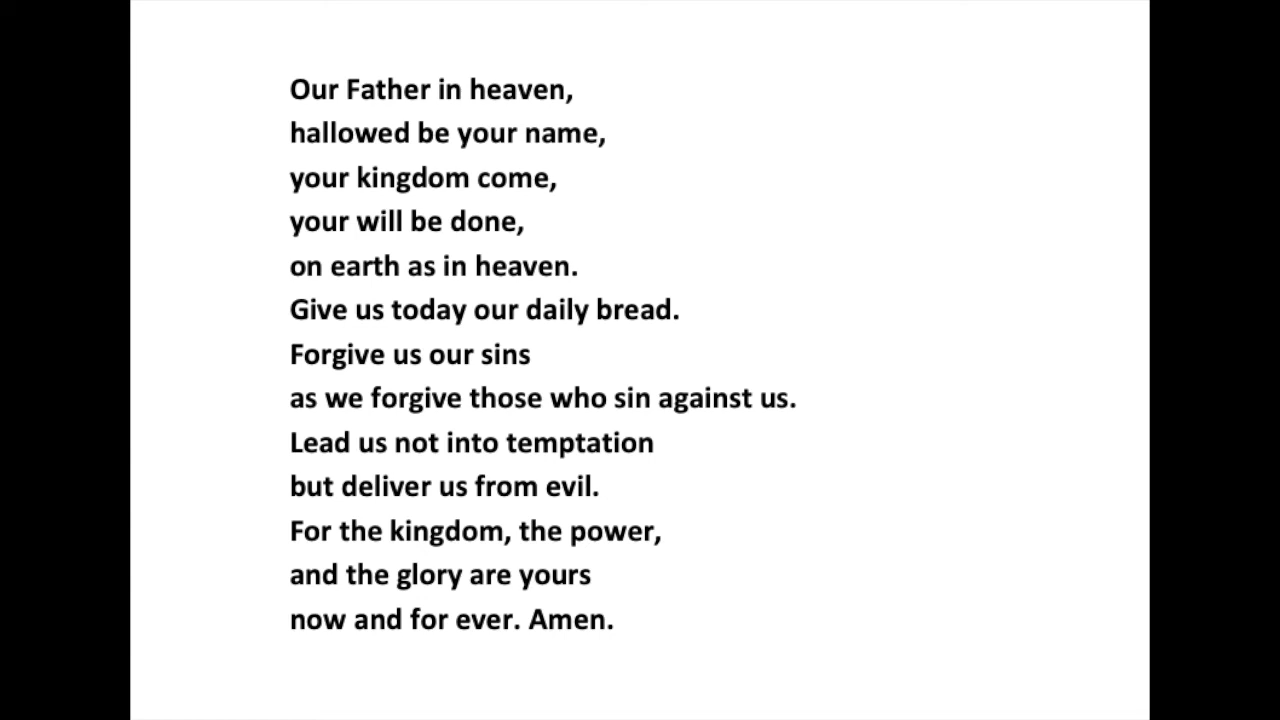 Our Father in heaven,
hallowed be your name,
your kingdom come,
your will be done,
on earth as in heaven.
Give us today our daily bread.
Forgive us our sins
as we forgive those who sin against us.
Lead us not into temptation
but deliver us from evil.
For the kingdom, the power,
and the glory are yours
now and for ever. Amen.